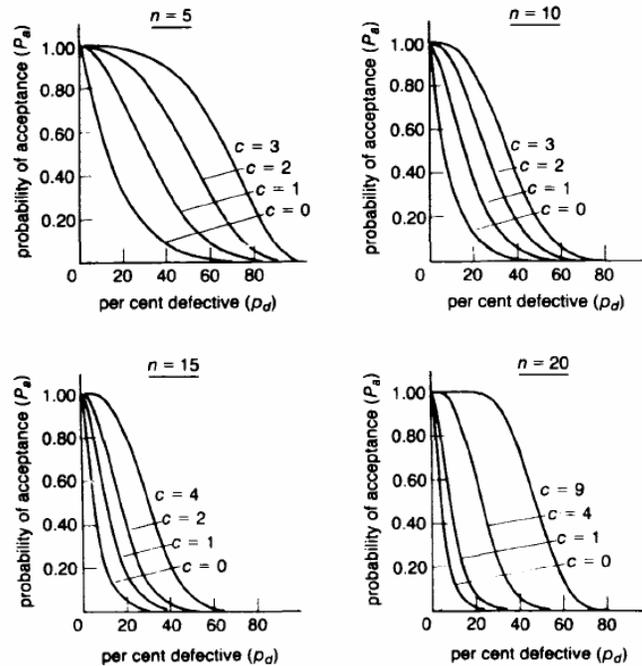 n = 5
probability of acceptance (Pa)
1.00
0.80
0.60
0.40
0.20
c = 3
c = 2
c = 1
c = 0
0 20 40 60 80 100
per cent defective (pd)
n = 10
probability of acceptance (Pa)
1.00
0.80
0.60
0.40
0.20
c = 3
c = 2
c = 1
c = 0
0 20 40 60 80 100
per cent defective (pd)
n = 15
probability of acceptance (Pa)
1.00
0.80
0.60
0.40
0.20
c = 4
c = 2
c = 1
c = 0
0 20 40 60 80 100
per cent defective (pd)
n = 20
probability of acceptance (Pa)
1.00
0.80
0.60
0.40
0.20
c = 9
c = 4
c = 1
c = 0
0 20 40 60 80 100
per cent defective (pd)